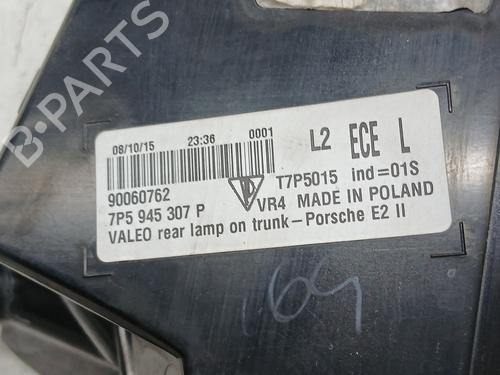 08/10/15 23:36 0001 L2 ECE L
90060762 T7P5015 ind=01S
7P5 945 307 P VR4 MADE IN POLAND
VALEO rear lamp on trunk-Porsche E2 II
B-PARTS